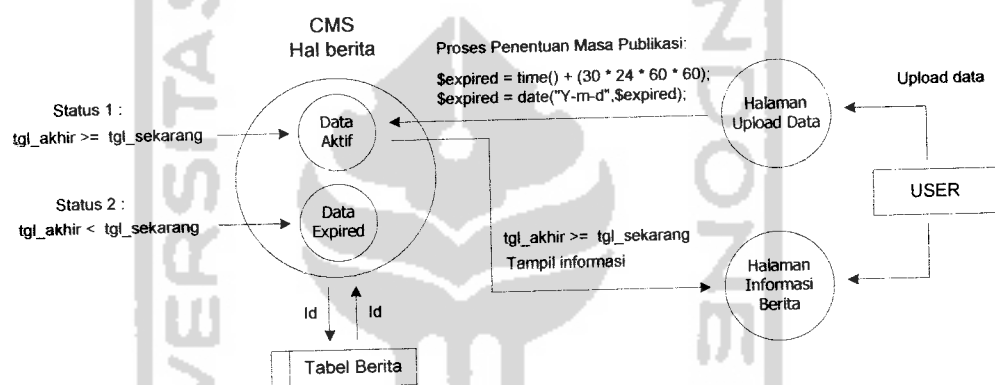 CMS
Hal berita
Proses Penentuan Masa Publikasi:
$expired = time() + (30 * 24 * 60 * 60);
$expired = date("Y-m-d",$expired);
Upload data
Status 1 :
tgl_akhir >= tgl_sekarang
Data
Aktif
Halaman
Upload Data
USER
Status 2 :
tgl_akhir < tgl_sekarang
Data
Expired
tgl_akhir >= tgl_sekarang
Tampil informasi
Halaman
Informasi
Berita
Id
Id
Tabel Berita
VERSITAS